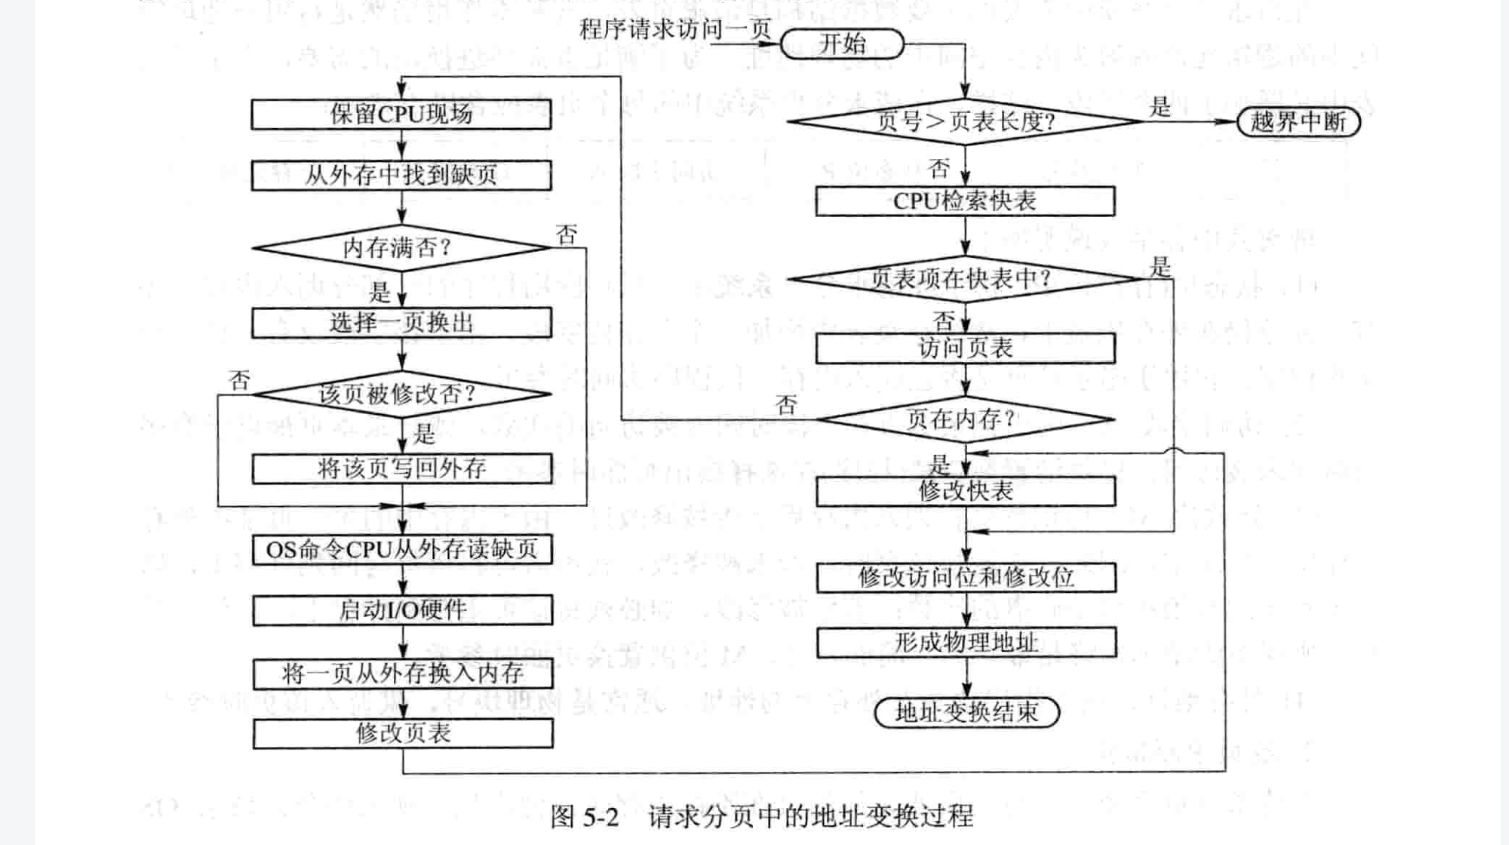 程序请求访问一页
开始
页号>页表长度?
是
越界中断
否
CPU检索快表
页表项在快表中?
是
否
访问页表
页在内存?
否
是
修改快表
修改访问位和修改位
形成物理地址
地址变换结束
保留CPU现场
从外存中找到缺页
内存满否?
否
是
选择一页换出
该页被修改否?
否
是
将该页写回外存
OS命令CPU从外存读缺页
启动I/O硬件
将一页从外存换入内存
修改页表
图 5-2 请求分页中的地址变换过程